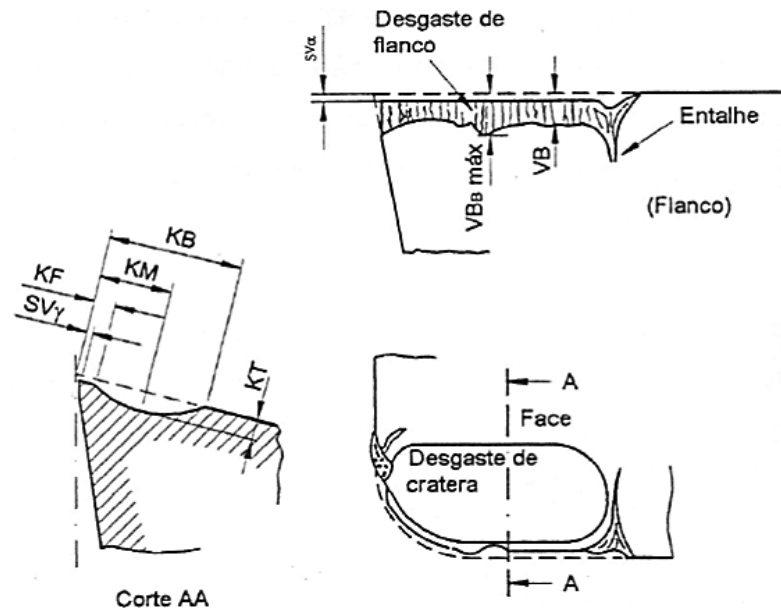 Desgaste de
flanco
SVα
Entalhe
VBB máx
VB
(Flanco)
KB
KM
KF
SVγ
KT
A
Face
Desgaste de
cratera
A
Corte AA